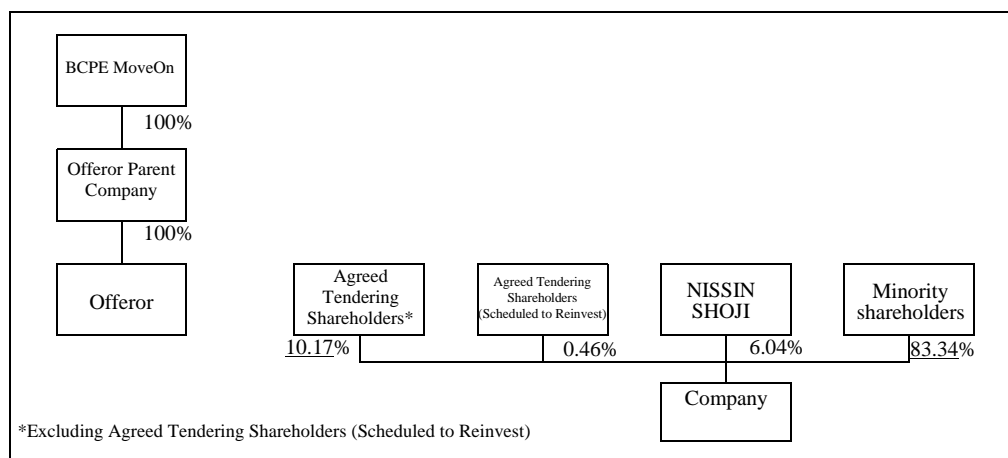 BCPE MoveOn
100%
Offeror Parent
Company
100%
Offeror
Agreed
Tendering
Shareholders*
10.17%
Agreed Tendering
Shareholders
(Scheduled to Reinvest)
0.46%
NISSIN
SHOJI
6.04%
Minority
shareholders
83.34%
Company
*Excluding Agreed Tendering Shareholders (Scheduled to Reinvest)